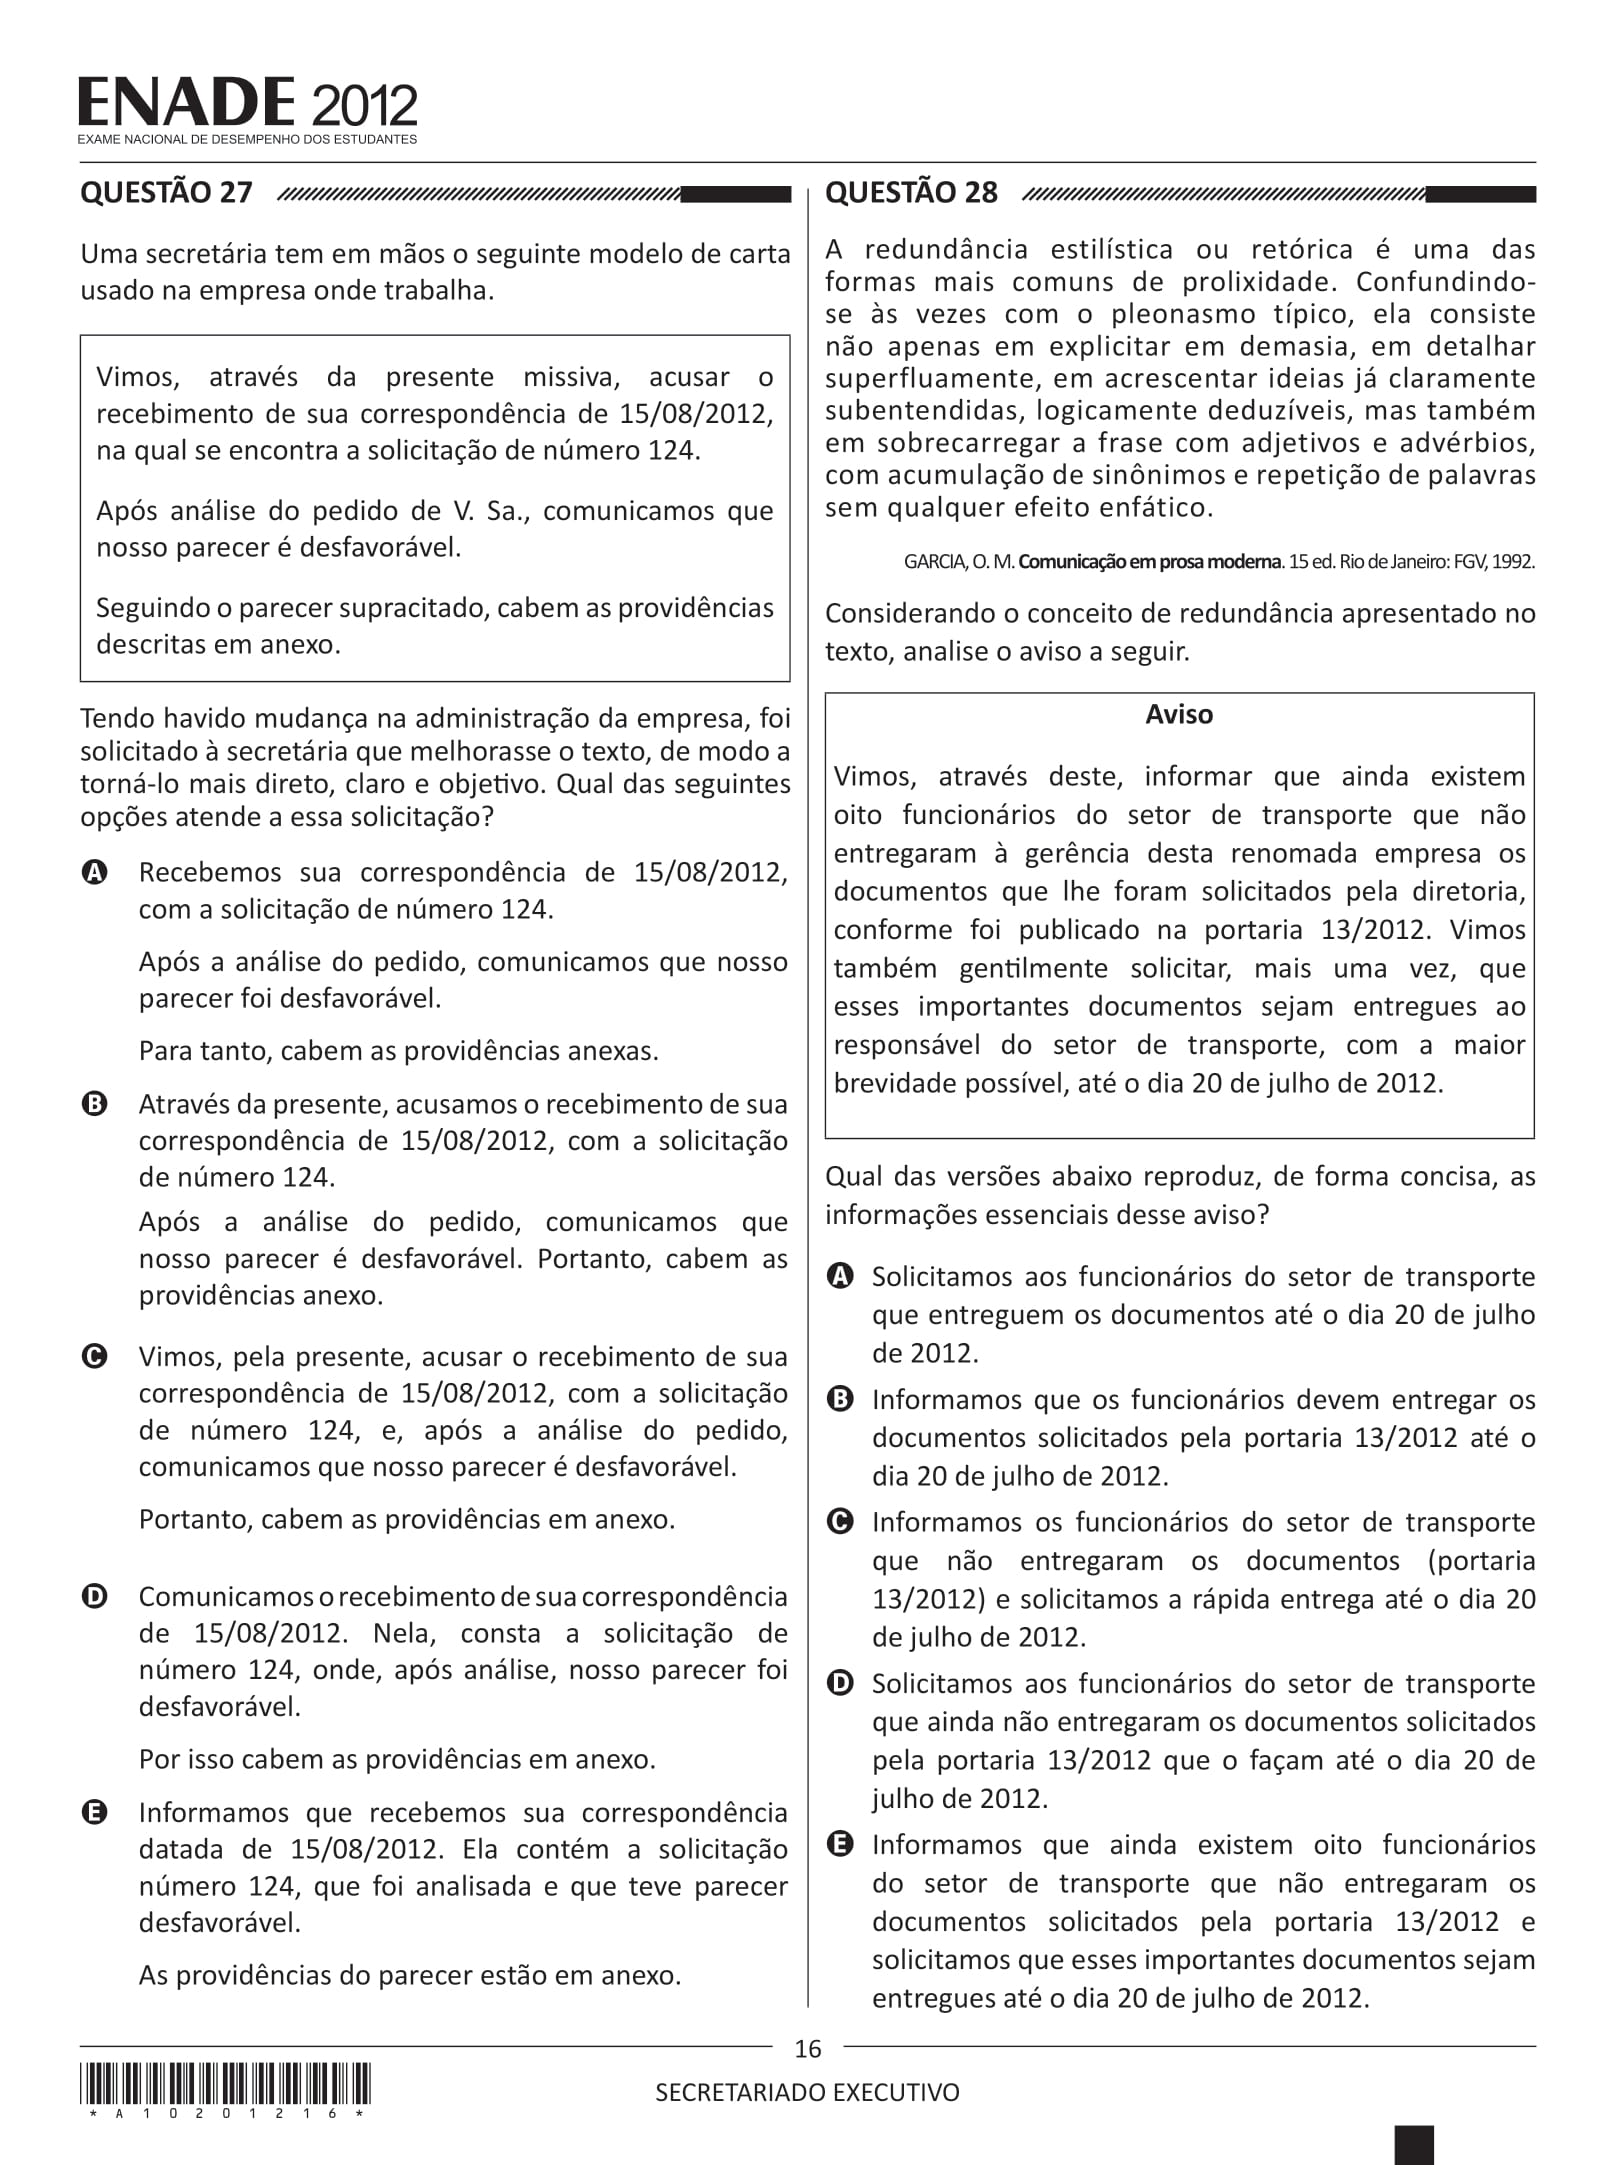 ENADE 2012
EXAME NACIONAL DE DESEMPENHO DOS ESTUDANTES
QUESTÃO 27
Uma secretária tem em mãos o seguinte modelo de carta
usado na empresa onde trabalha.
Vimos, através da presente missiva, acusar o
recebimento de sua correspondência de 15/08/2012,
na qual se encontra a solicitação de número 124.
Após análise do pedido de V. Sa., comunicamos que
nosso parecer é desfavorável.
Seguindo o parecer supracitado, cabem as providências
descritas em anexo.
Tendo havido mudança na administração da empresa, foi
solicitado à secretária que melhorasse o texto, de modo a
torná-lo mais direto, claro e objetivo. Qual das seguintes
opções atende a essa solicitação?
A Recebemos sua correspondência de 15/08/2012,
com a solicitação de número 124.
Após a análise do pedido, comunicamos que nosso
parecer foi desfavorável.
Para tanto, cabem as providências anexas.
B Através da presente, acusamos o recebimento de sua
correspondência de 15/08/2012, com a solicitação
de número 124.
Após a análise do pedido, comunicamos que
nosso parecer é desfavorável. Portanto, cabem as
providências anexo.
C Vimos, pela presente, acusar o recebimento de sua
correspondência de 15/08/2012, com a solicitação
de número 124, e, após a análise do pedido,
comunicamos que nosso parecer é desfavorável.
Portanto, cabem as providências em anexo.
D Comunicamos o recebimento de sua correspondência
de 15/08/2012. Nela, consta a solicitação de
número 124, onde, após análise, nosso parecer foi
desfavorável.
Por isso cabem as providências em anexo.
E Informamos que recebemos sua correspondência
datada de 15/08/2012. Ela contém a solicitação
número 124, que foi analisada e que teve parecer
desfavorável.
As providências do parecer estão em anexo.
QUESTÃO 28
A redundância estilística ou retórica é uma das
formas mais comuns de prolixidade. Confundindo-
se às vezes com o pleonasmo típico, ela consiste
não apenas em explicitar em demasia, em detalhar
superfluamente, em acrescentar ideias já claramente
subentendidas, logicamente deduzíveis, mas também
em sobrecarregar a frase com adjetivos e advérbios,
com acumulação de sinônimos e repetição de palavras
sem qualquer efeito enfático.
GARCIA, O. M. Comunicação em prosa moderna. 15 ed. Rio de Janeiro: FGV, 1992.
Considerando o conceito de redundância apresentado no
texto, analise o aviso a seguir.
Aviso
Vimos, através deste, informar que ainda existem
oito funcionários do setor de transporte que não
entregaram à gerência desta renomada empresa os
documentos que lhe foram solicitados pela diretoria,
conforme foi publicado na portaria 13/2012. Vimos
também gentilmente solicitar, mais uma vez, que
esses importantes documentos sejam entregues ao
responsável do setor de transporte, com a maior
brevidade possível, até o dia 20 de julho de 2012.
Qual das versões abaixo reproduz, de forma concisa, as
informações essenciais desse aviso?
A Solicitamos aos funcionários do setor de transporte
que entreguem os documentos até o dia 20 de julho
de 2012.
B Informamos que os funcionários devem entregar os
documentos solicitados pela portaria 13/2012 até o
dia 20 de julho de 2012.
C Informamos os funcionários do setor de transporte
que não entregaram os documentos (portaria
13/2012) e solicitamos a rápida entrega até o dia 20
de julho de 2012.
D Solicitamos aos funcionários do setor de transporte
que ainda não entregaram os documentos solicitados
pela portaria 13/2012 que o façam até o dia 20 de
julho de 2012.
E Informamos que ainda existem oito funcionários
do setor de transporte que não entregaram os
documentos solicitados pela portaria 13/2012 e
solicitamos que esses importantes documentos sejam
entregues até o dia 20 de julho de 2012.
16
SECRETARIADO EXECUTIVO
* A 1 0 2 0 1 2 1 6 *